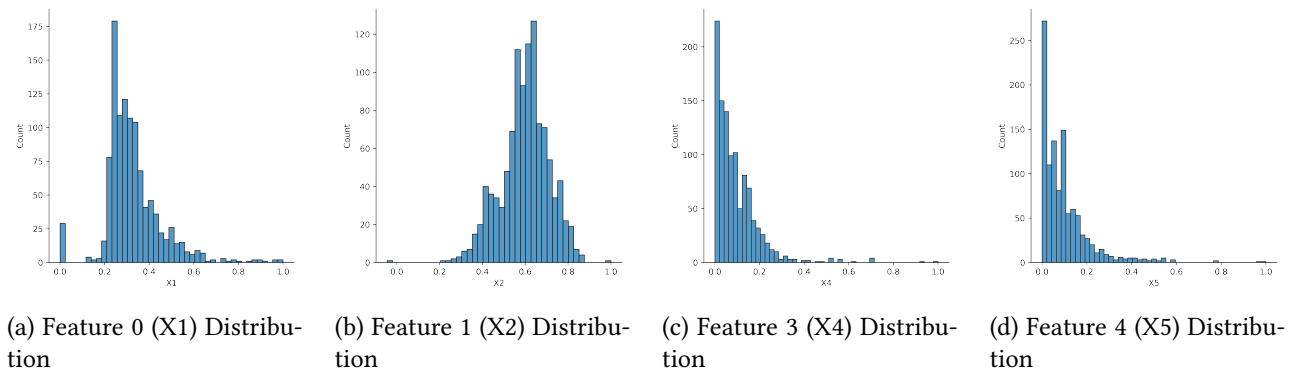 175
150
125
100
75
50
25
0
Count
0.0 0.2 0.4 0.6 0.8 1.0
X1
120
100
80
60
40
20
0
Count
0.0 0.2 0.4 0.6 0.8 1.0
X2
200
150
100
50
0
Count
0.0 0.2 0.4 0.6 0.8 1.0
X4
250
200
150
100
50
0
Count
0.0 0.2 0.4 0.6 0.8 1.0
X5
(a) Feature 0 (X1) Distribu-
tion
(b) Feature 1 (X2) Distribu-
tion
(c) Feature 3 (X4) Distribu-
tion
(d) Feature 4 (X5) Distribu-
tion